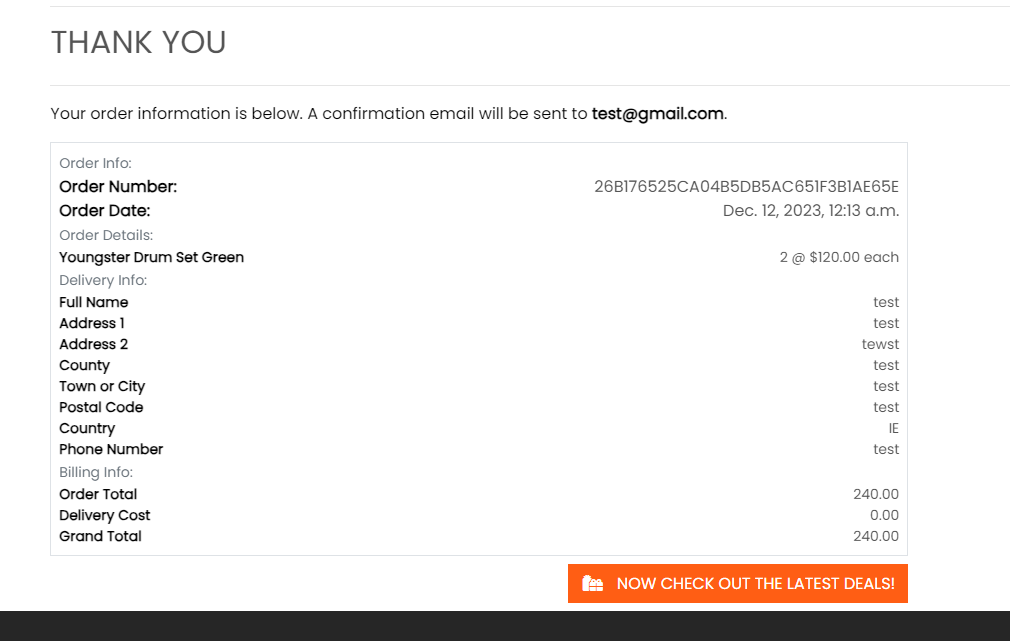 THANK YOU
Your order information is below. A confirmation email will be sent to test@gmail.com.
Order Info:
Order Number: 26B176525CA04B5DB5AC651F3B1AE65E
Order Date: Dec. 12, 2023, 12:13 a.m.
Order Details:
Youngster Drum Set Green 2 @ $120.00 each
Delivery Info:
Full Name test
Address 1 test
Address 2 tewst
County test
Town or City test
Postal Code test
Country IE
Phone Number test
Billing Info:
Order Total 240.00
Delivery Cost 0.00
Grand Total 240.00
NOW CHECK OUT THE LATEST DEALS!